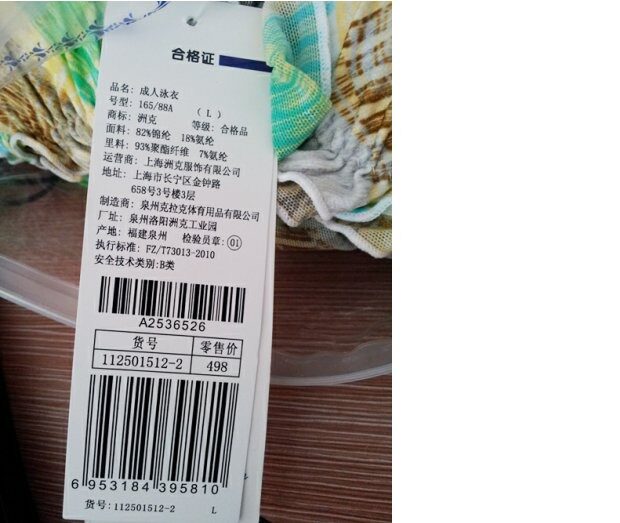 合格证
品名: 成人泳衣
号型: 165/88A ( L )
商标: 洲克 等级: 合格品
面料: 82%锦纶 18%氨纶
里料: 93%聚酯纤维 7%氨纶
运营商: 上海洲克服饰有限公司
地址: 上海市长宁区金钟路
658号3号楼3层
制造商: 泉州克拉克体育用品有限公司
厂址: 泉州洛阳洲克工业园
产地: 福建泉州 检验员章: 01
执行标准: FZ/T73013-2010
安全技术类别:B类
A2536526
货号 零售价
112501512-2 498
6 953184 395810
货号: 112501512-2 L